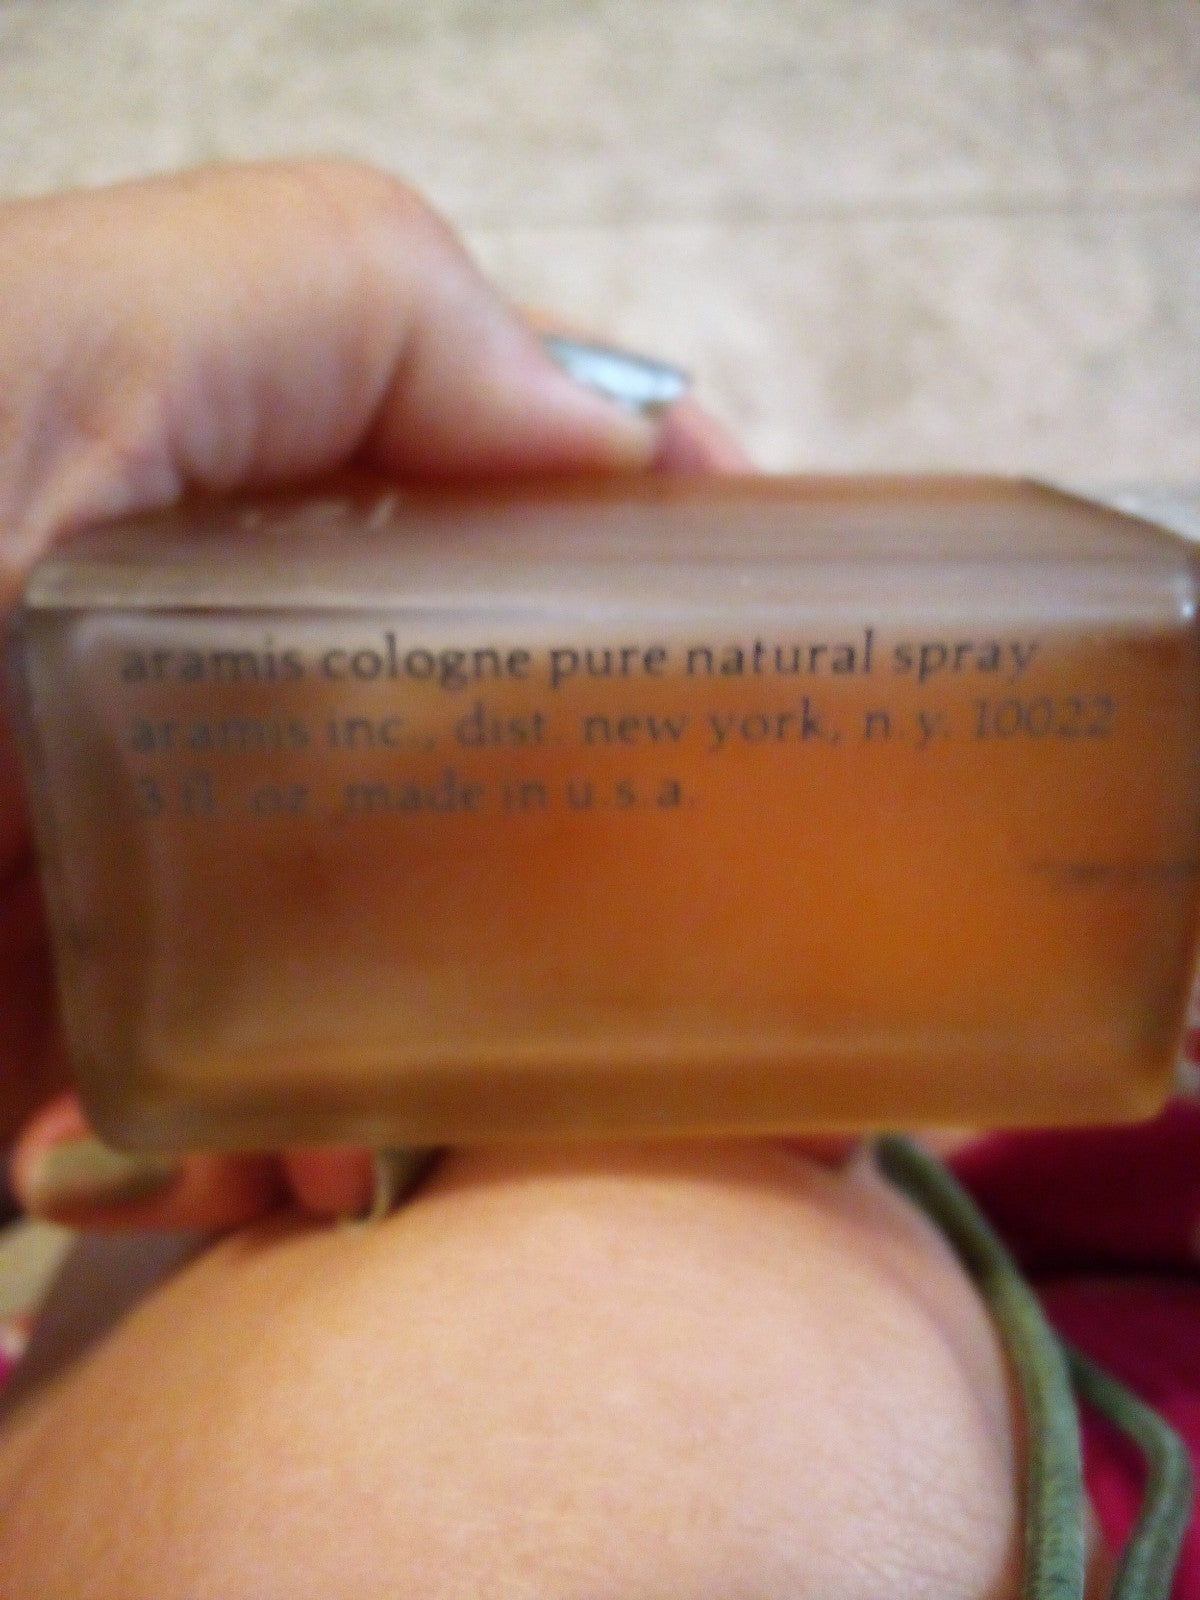 aramis cologne pure natural spray
aramis inc., dist. new york, n.y. 10022
3 fl. oz. made in u.s.a.